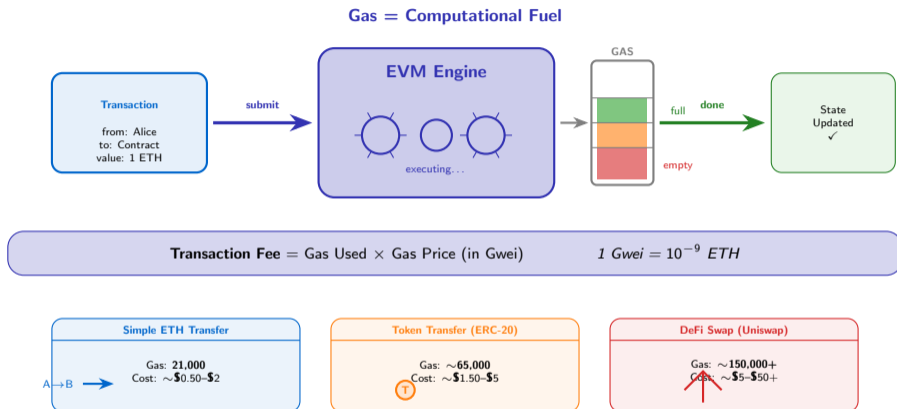 Gas = Computational Fuel
Transaction
from: Alice
to: Contract
value: 1 ETH
submit
EVM Engine
executing...
GAS
full
empty
done
State
Updated
✓
Transaction Fee = Gas Used × Gas Price (in Gwei) 1 Gwei = 10⁻⁹ ETH
Simple ETH Transfer
Gas: 21,000
Cost: ∼$0.50–$2
A→B
Token Transfer (ERC-20)
Gas: ∼65,000
Cost: ∼$1.50–$5
T
DeFi Swap (Uniswap)
Gas: ∼150,000+
Cost: ∼$5–$50+